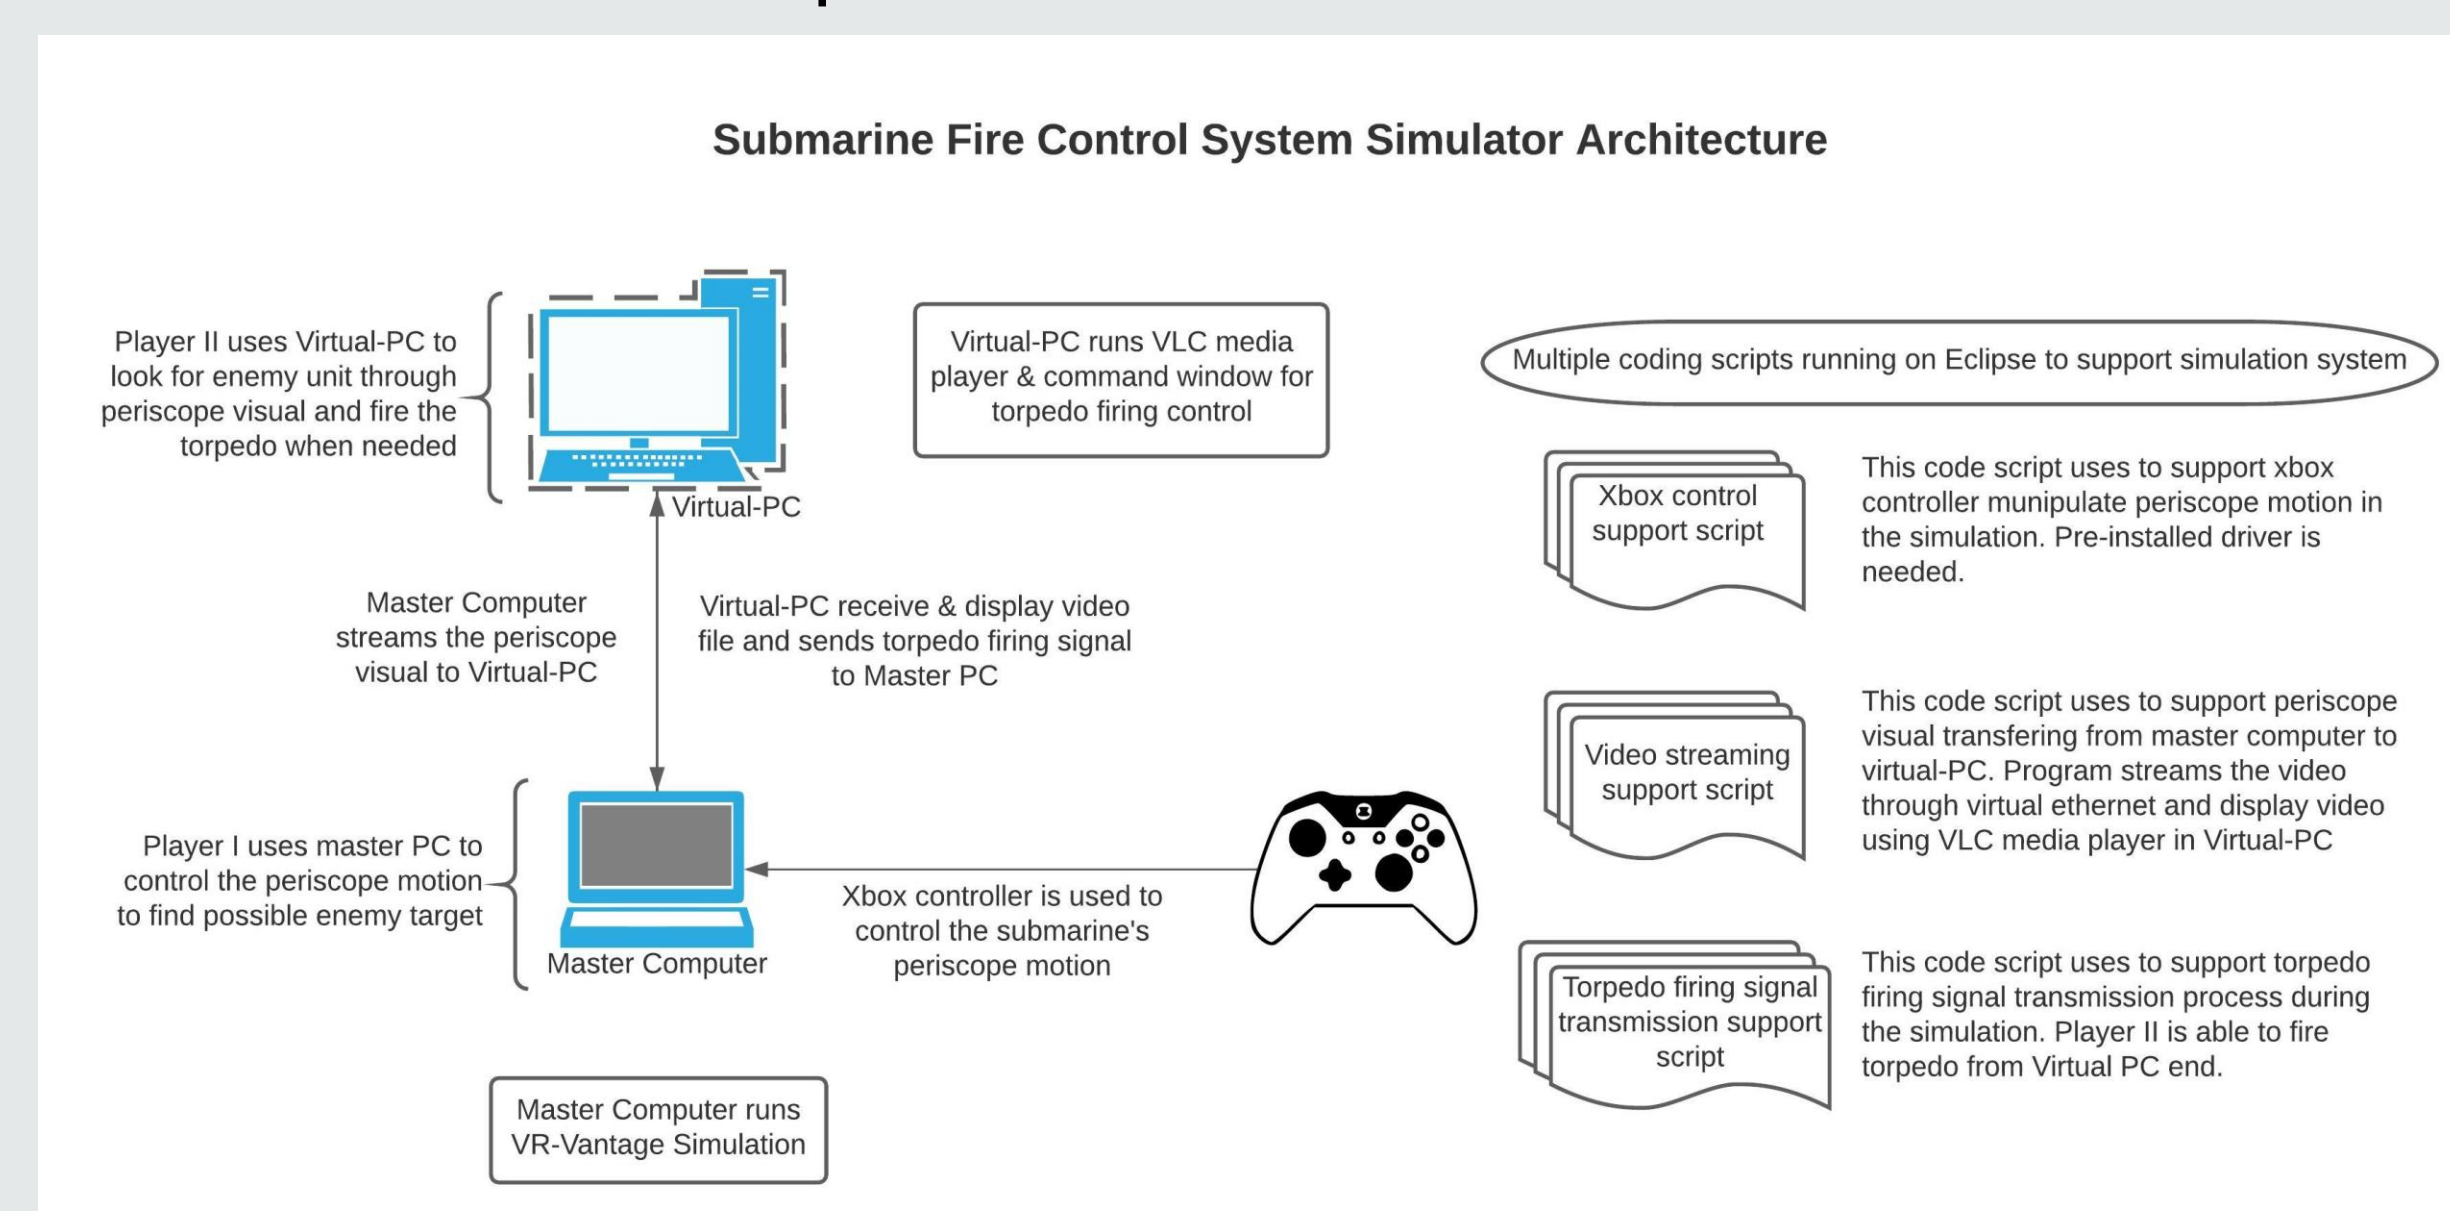 Submarine Fire Control System Simulator Architecture
Player II uses Virtual-PC to
look for enemy unit through
periscope visual and fire the
torpedo when needed
Virtual-PC
Virtual-PC runs VLC media
player & command window for
torpedo firing control
Master Computer
streams the periscope
visual to Virtual-PC
Virtual-PC receive & display video
file and sends torpedo firing signal
to Master PC
Player I uses master PC to
control the periscope motion
to find possible enemy target
Master Computer
Xbox controller is used to
control the submarine's
periscope motion
Master Computer runs
VR-Vantage Simulation
Multiple coding scripts running on Eclipse to support simulation system
Xbox control
support script
This code script uses to support xbox
controller munipulate periscope motion in
the simulation. Pre-installed driver is
needed.
Video streaming
support script
This code script uses to support periscope
visual transfering from master computer to
virtual-PC. Program streams the video
through virtual ethernet and display video
using VLC media player in Virtual-PC
Torpedo firing signal
transmission support
script
This code script uses to support torpedo
firing signal transmission process during
the simulation. Player II is able to fire
torpedo from Virtual PC end.